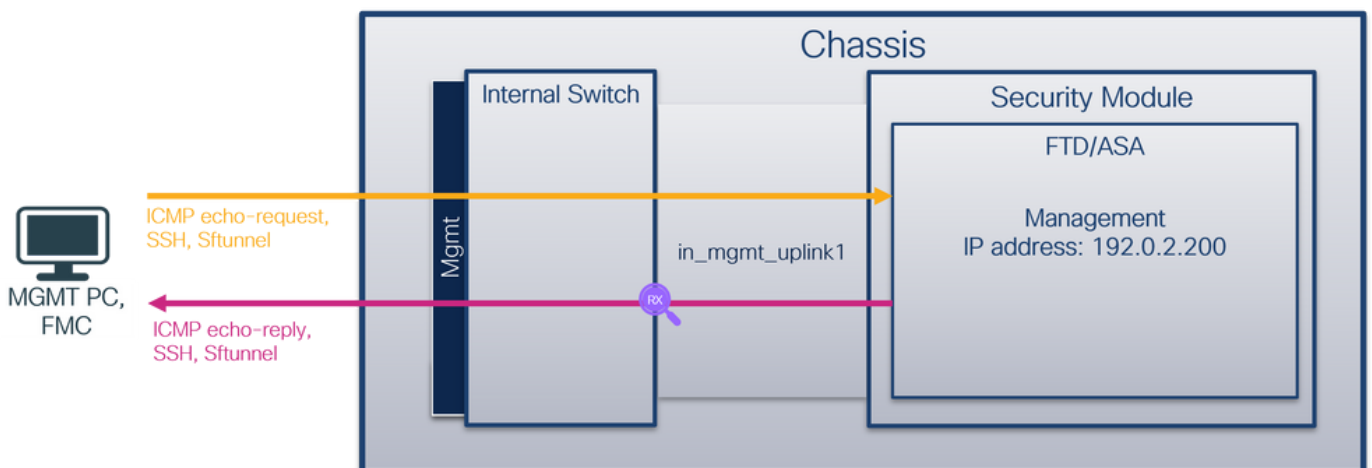 Chassis
Internal Switch
Security Module
FTD/ASA
ICMP echo-request,
SSH, Sftunnel
Mgmt
Management
IP address: 192.0.2.200
in_mgmt_uplink1
MGMT PC,
FMC
RX
ICMP echo-reply,
SSH, Sftunnel